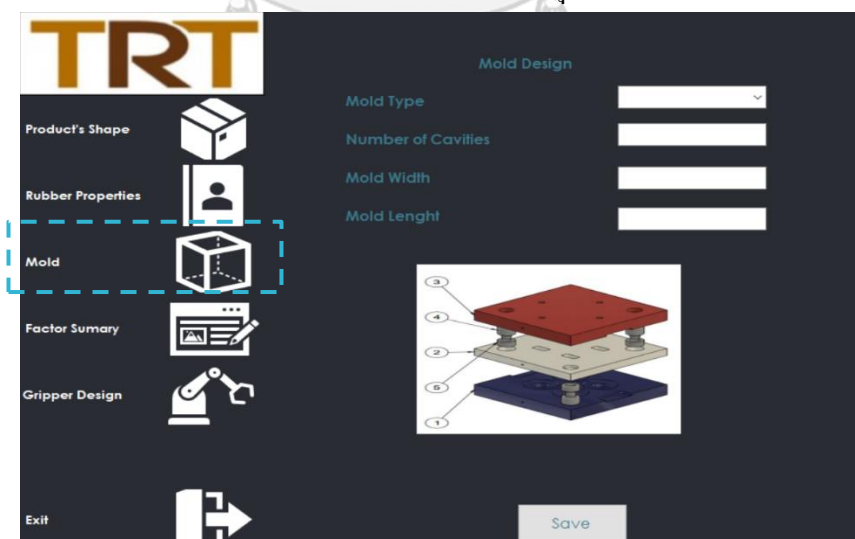 TRT
Product's Shape
Rubber Properties
Mold
Factor Sumary
Gripper Design
Exit
Mold Design
Mold Type
Number of Cavities
Mold Width
Mold Lenght
3
4
2
5
1
Save